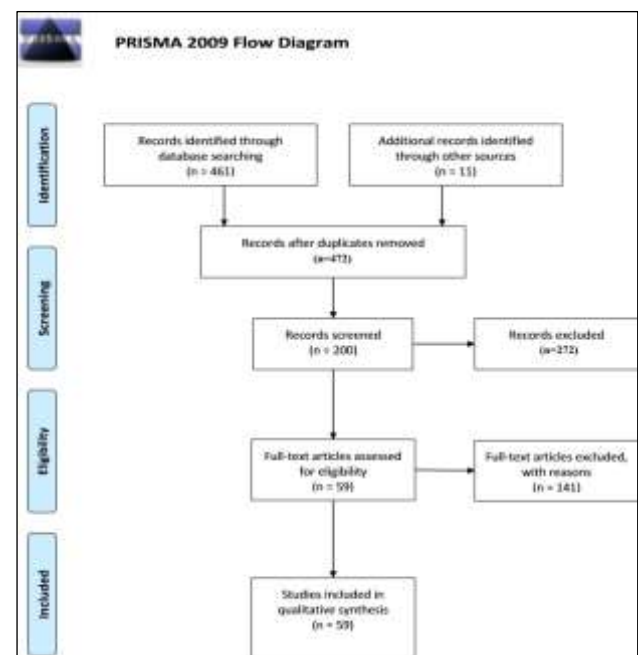 PRISMA 2009 Flow Diagram
Identification
Records identified through
database searching
(n = 461)
Additional records identified
through other sources
(n = 11)
Records after duplicates removed
(n=472)
Screening
Records screened
(n = 200)
Records excluded
(n=272)
Eligibility
Full-text articles assessed
for eligibility
(n = 59)
Full-text articles excluded,
with reasons
(n = 141)
Included
Studies included in
qualitative synthesis
(n = 59)